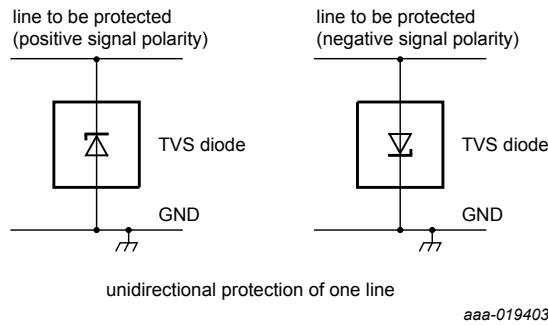 line to be protected
(positive signal polarity)
TVS diode
GND
line to be protected
(negative signal polarity)
TVS diode
GND
unidirectional protection of one line
aaa-019403